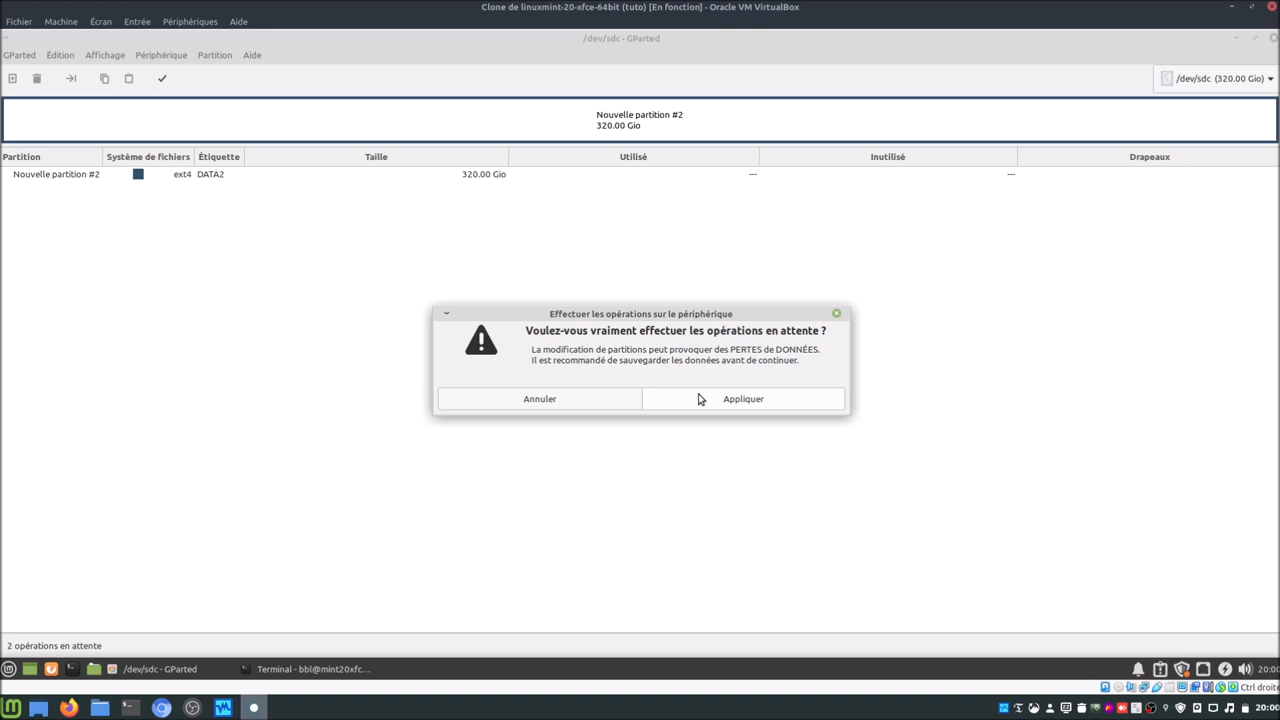 Clone de linuxmint-20-xfce-64bit (tuto) [En fonction] - Oracle VM VirtualBox
Fichier Machine Écran Entrée Périphériques Aide
/dev/sdc - GParted
GParted Édition Affichage Périphérique Partition Aide
/dev/sdc (320.00 Gio)
Nouvelle partition #2
320.00 Gio
Partition Système de fichiers Étiquette Taille Utilisé Inutilisé Drapeaux
Nouvelle partition #2 ext4 DATA2 320.00 Gio --- ---
Effectuer les opérations sur le périphérique
Voulez-vous vraiment effectuer les opérations en attente ?
La modification de partitions peut provoquer des PERTES de DONNÉES.
Il est recommandé de sauvegarder les données avant de continuer.
Annuler Appliquer
2 opérations en attente
/dev/sdc - GParted Terminal - bbl@mint20xfc... 20:00
Ctrl droite
20:00